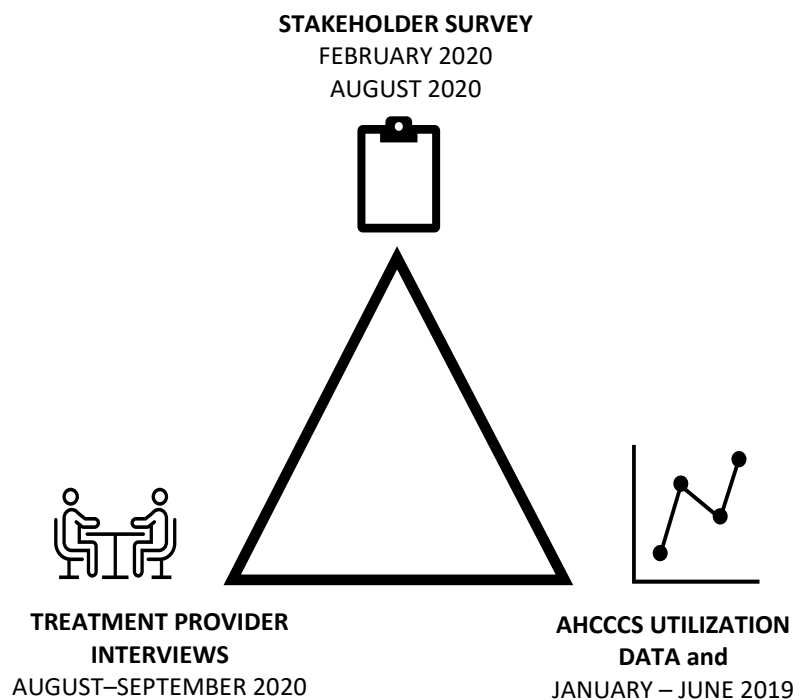 STAKEHOLDER SURVEY
FEBRUARY 2020
AUGUST 2020
TREATMENT PROVIDER
INTERVIEWS
AUGUST–SEPTEMBER 2020
AHCCCS UTILIZATION
DATA and
JANUARY – JUNE 2019